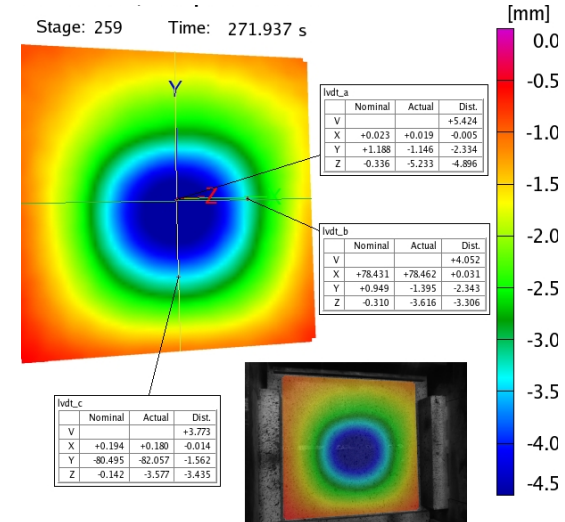 Stage: 259 Time: 271.937 s
[mm]
0.0
-0.5
-1.0
-1.5
-2.0
-2.5
-3.0
-3.5
-4.0
-4.5
Y
Z
lvdt_a
Nominal Actual Dist.
V +5.424
X +0.023 +0.019 -0.005
Y +1.188 -1.146 -2.334
Z -0.336 -5.233 -4.896
lvdt_b
Nominal Actual Dist.
V +4.052
X +78.431 +78.462 +0.031
Y +0.949 -1.395 -2.343
Z -0.310 -3.616 -3.306
lvdt_c
Nominal Actual Dist.
V +3.773
X +0.194 +0.180 -0.014
Y -80.495 -82.057 -1.562
Z -0.142 -3.577 -3.435